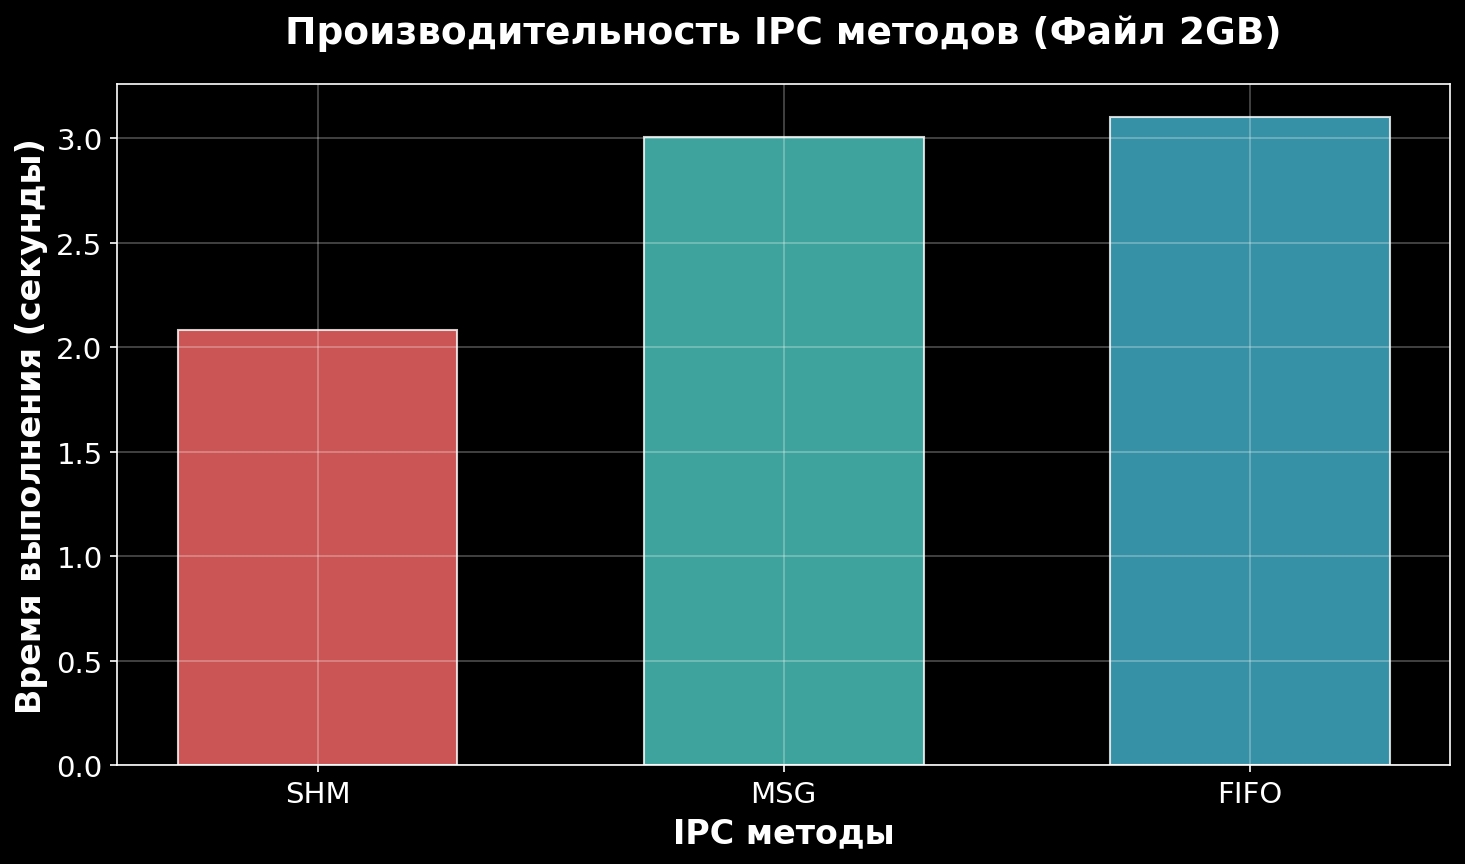 Производительность IPC методов (Файл 2GB)
Время выполнения (секунды)
3.0
2.5
2.0
1.5
1.0
0.5
0.0
SHM
MSG
FIFO
IPC методы